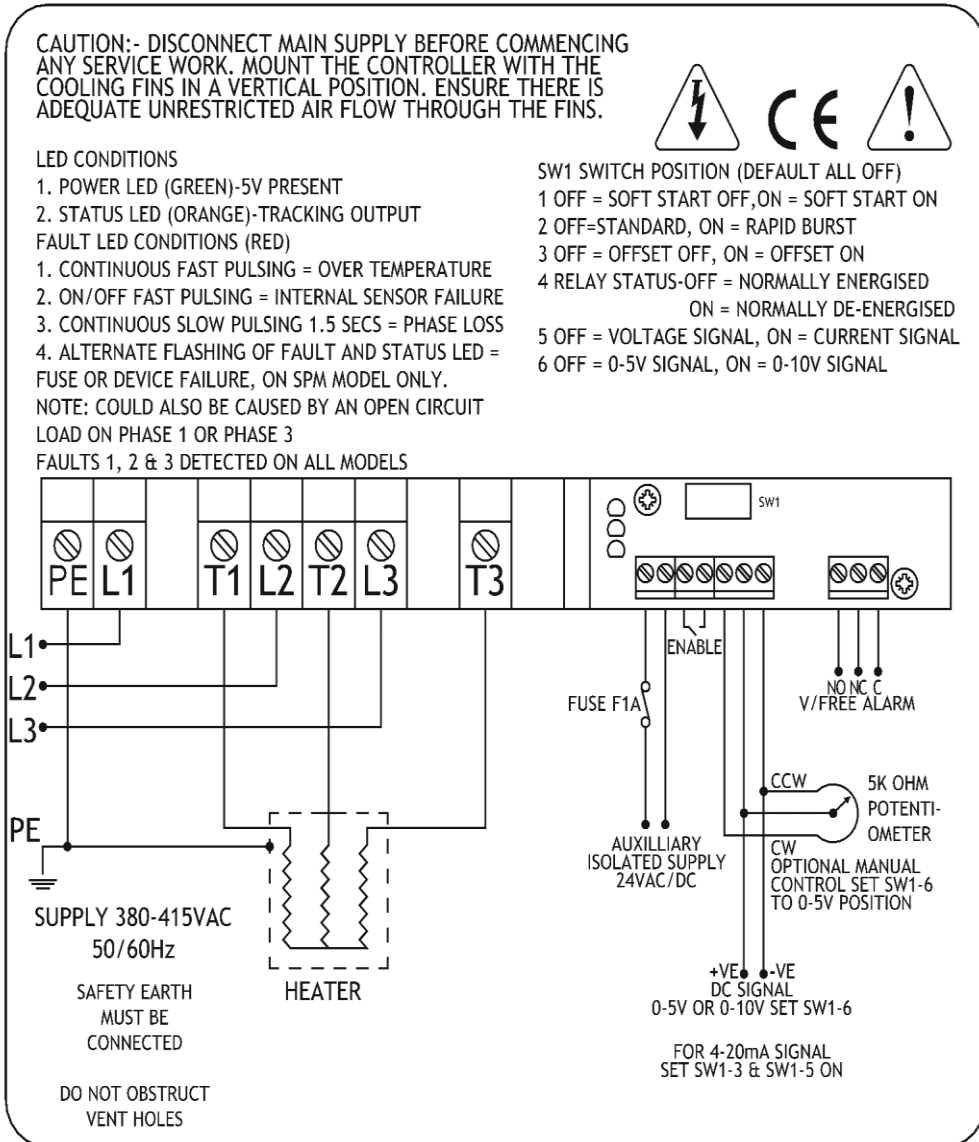 CAUTION:- DISCONNECT MAIN SUPPLY BEFORE COMMENCING
ANY SERVICE WORK. MOUNT THE CONTROLLER WITH THE
COOLING FINS IN A VERTICAL POSITION. ENSURE THERE IS
ADEQUATE UNRESTRICTED AIR FLOW THROUGH THE FINS.
CE
LED CONDITIONS
1. POWER LED (GREEN)-5V PRESENT
2. STATUS LED (ORANGE)-TRACKING OUTPUT
FAULT LED CONDITIONS (RED)
1. CONTINUOUS FAST PULSING = OVER TEMPERATURE
2. ON/OFF FAST PULSING = INTERNAL SENSOR FAILURE
3. CONTINUOUS SLOW PULSING 1.5 SECS = PHASE LOSS
4. ALTERNATE FLASHING OF FAULT AND STATUS LED =
FUSE OR DEVICE FAILURE, ON SPM MODEL ONLY.
NOTE: COULD ALSO BE CAUSED BY AN OPEN CIRCUIT
LOAD ON PHASE 1 OR PHASE 3
FAULTS 1, 2 & 3 DETECTED ON ALL MODELS
SW1 SWITCH POSITION (DEFAULT ALL OFF)
1 OFF = SOFT START OFF,ON = SOFT START ON
2 OFF=STANDARD, ON = RAPID BURST
3 OFF = OFFSET OFF, ON = OFFSET ON
4 RELAY STATUS-OFF = NORMALLY ENERGISED
ON = NORMALLY DE-ENERGISED
5 OFF = VOLTAGE SIGNAL, ON = CURRENT SIGNAL
6 OFF = 0-5V SIGNAL, ON = 0-10V SIGNAL
SW1
PE L1 T1 L2 T2 L3 T3
L1
L2
L3
PE
SUPPLY 380-415VAC
50/60Hz
SAFETY EARTH
MUST BE
CONNECTED
DO NOT OBSTRUCT
VENT HOLES
HEATER
ENABLE
FUSE F1A
AUXILLIARY
ISOLATED SUPPLY
24VAC/DC
NO NC C
V/FREE ALARM
CCW
5K OHM
POTENTI-
OMETER
CW
OPTIONAL MANUAL
CONTROL SET SW1-6
TO 0-5V POSITION
+VE -VE
DC SIGNAL
0-5V OR 0-10V SET SW1-6
FOR 4-20mA SIGNAL
SET SW1-3 & SW1-5 ON